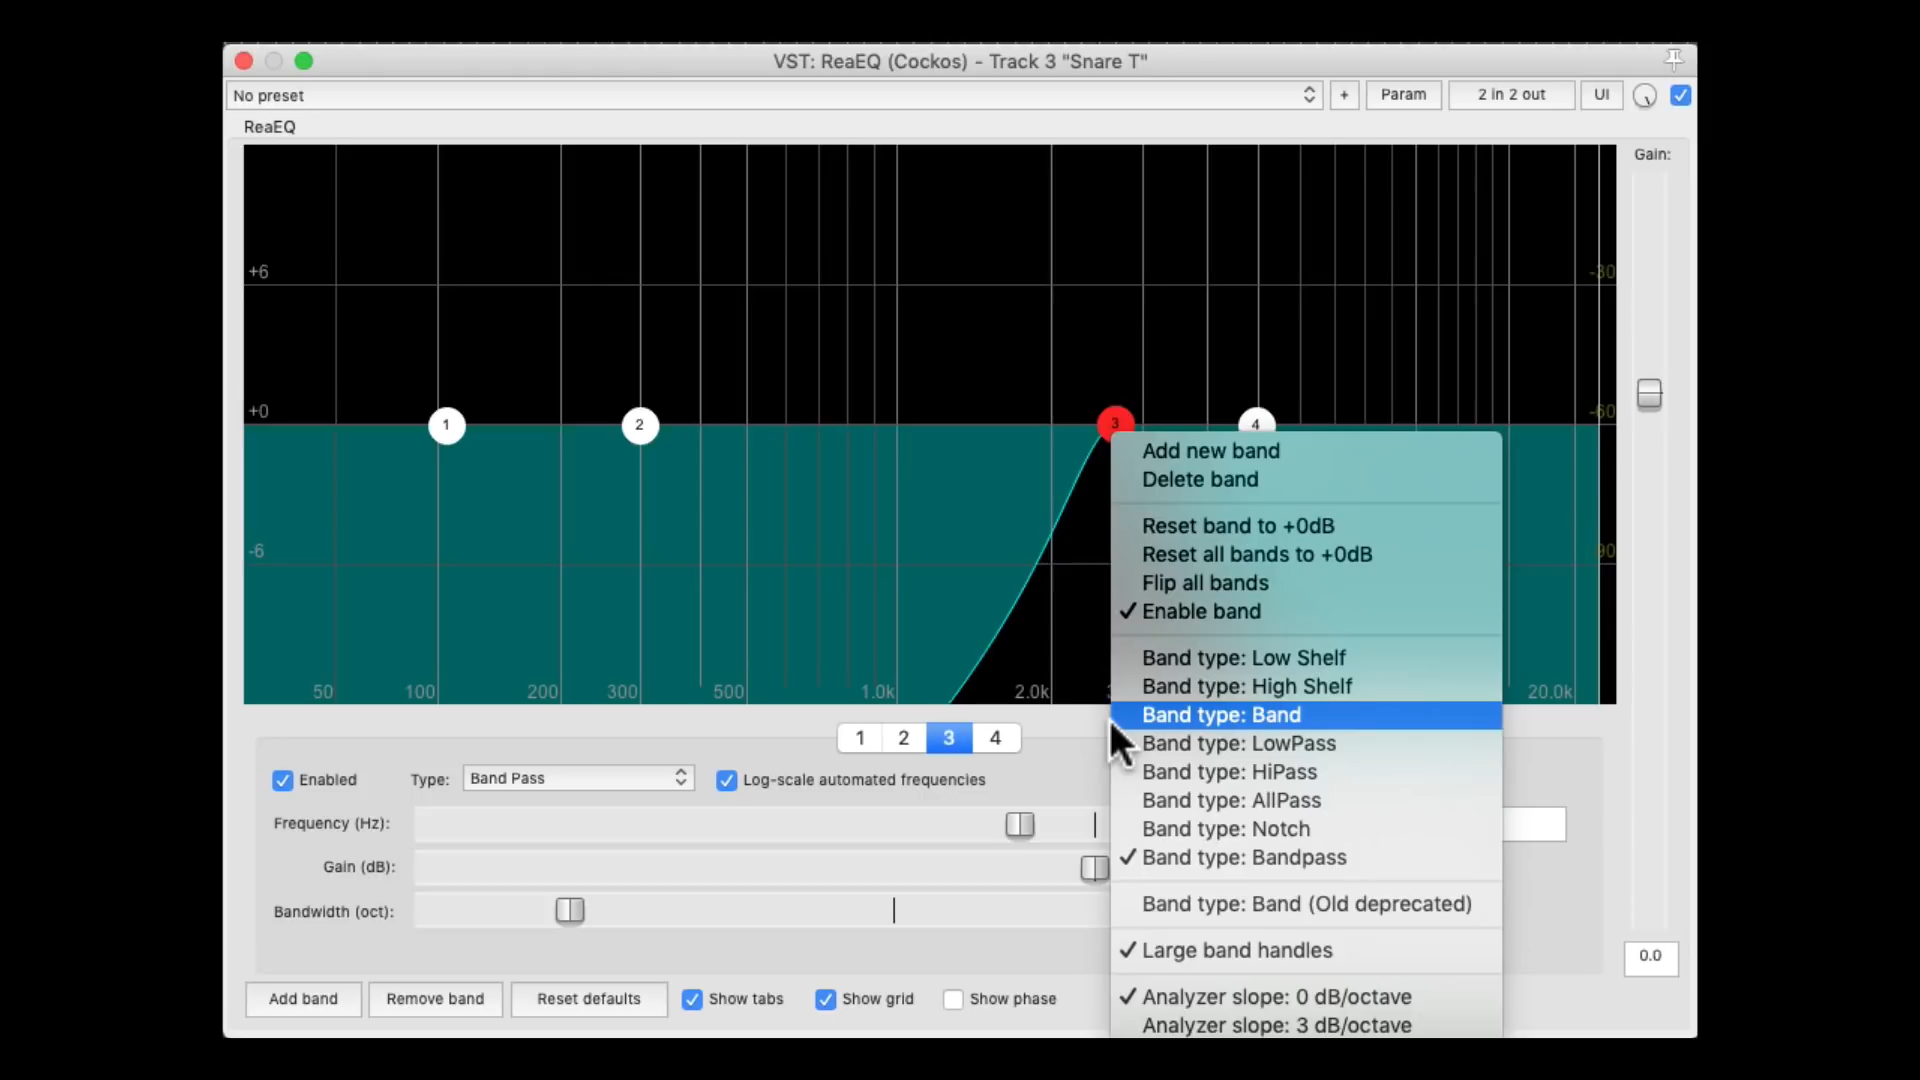 VST: ReaEQ (Cockos) - Track 3 "Snare T"
No preset
+
Param
2 in 2 out
UI
ReaEQ
Gain:
+6
-30
+0
-60
1
2
3
4
Add new band
Delete band
Reset band to +0dB
-6
Reset all bands to +0dB
90
Flip all bands
✓ Enable band
Band type: Low Shelf
Band type: High Shelf
50
100
200
300
500
1.0k
2.0k
20.0k
Band type: Band
1 2 3 4
Band type: LowPass
Enabled
Type:
Band Pass
Log-scale automated frequencies
Band type: HiPass
Band type: AllPass
Frequency (Hz):
Band type: Notch
✓ Band type: Bandpass
Gain (dB):
Bandwidth (oct):
Band type: Band (Old deprecated)
✓ Large band handles
0.0
Add band
Remove band
Reset defaults
Show tabs
Show grid
Show phase
✓ Analyzer slope: 0 dB/octave
Analyzer slope: 3 dB/octave